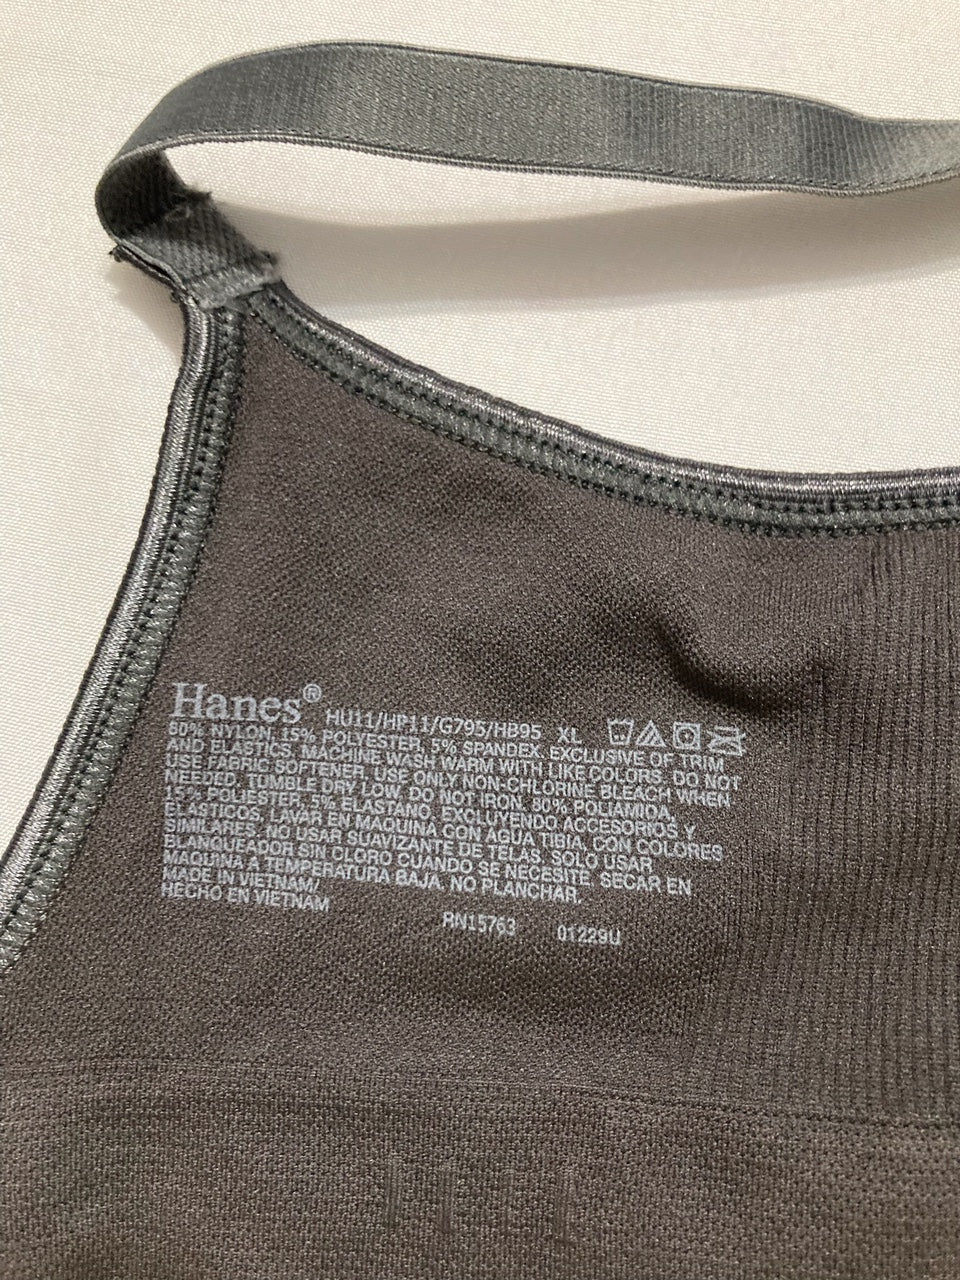 Hanes®
HU11/HP11/G795/HB95 XL
80% NYLON, 15% POLYESTER, 5% SPANDEX, EXCLUSIVE OF TRIM
AND ELASTICS. MACHINE WASH WARM WITH LIKE COLORS. DO NOT
USE FABRIC SOFTENER. USE ONLY NON-CHLORINE BLEACH WHEN
NEEDED. TUMBLE DRY LOW. DO NOT IRON. 80% POLIAMIDA,
15% POLIESTER, 5% ELASTANO, EXCLUYENDO ACCESORIOS Y
ELASTICOS. LAVAR EN MAQUINA CON AGUA TIBIA, CON COLORES
SIMILARES. NO USAR SUAVIZANTE DE TELAS. SOLO USAR
BLANQUEADOR SIN CLORO CUANDO SE NECESITE. SECAR EN
MAQUINA A TEMPERATURA BAJA. NO PLANCHAR.
MADE IN VIETNAM/
HECHO EN VIETNAM
RN15763 01229U